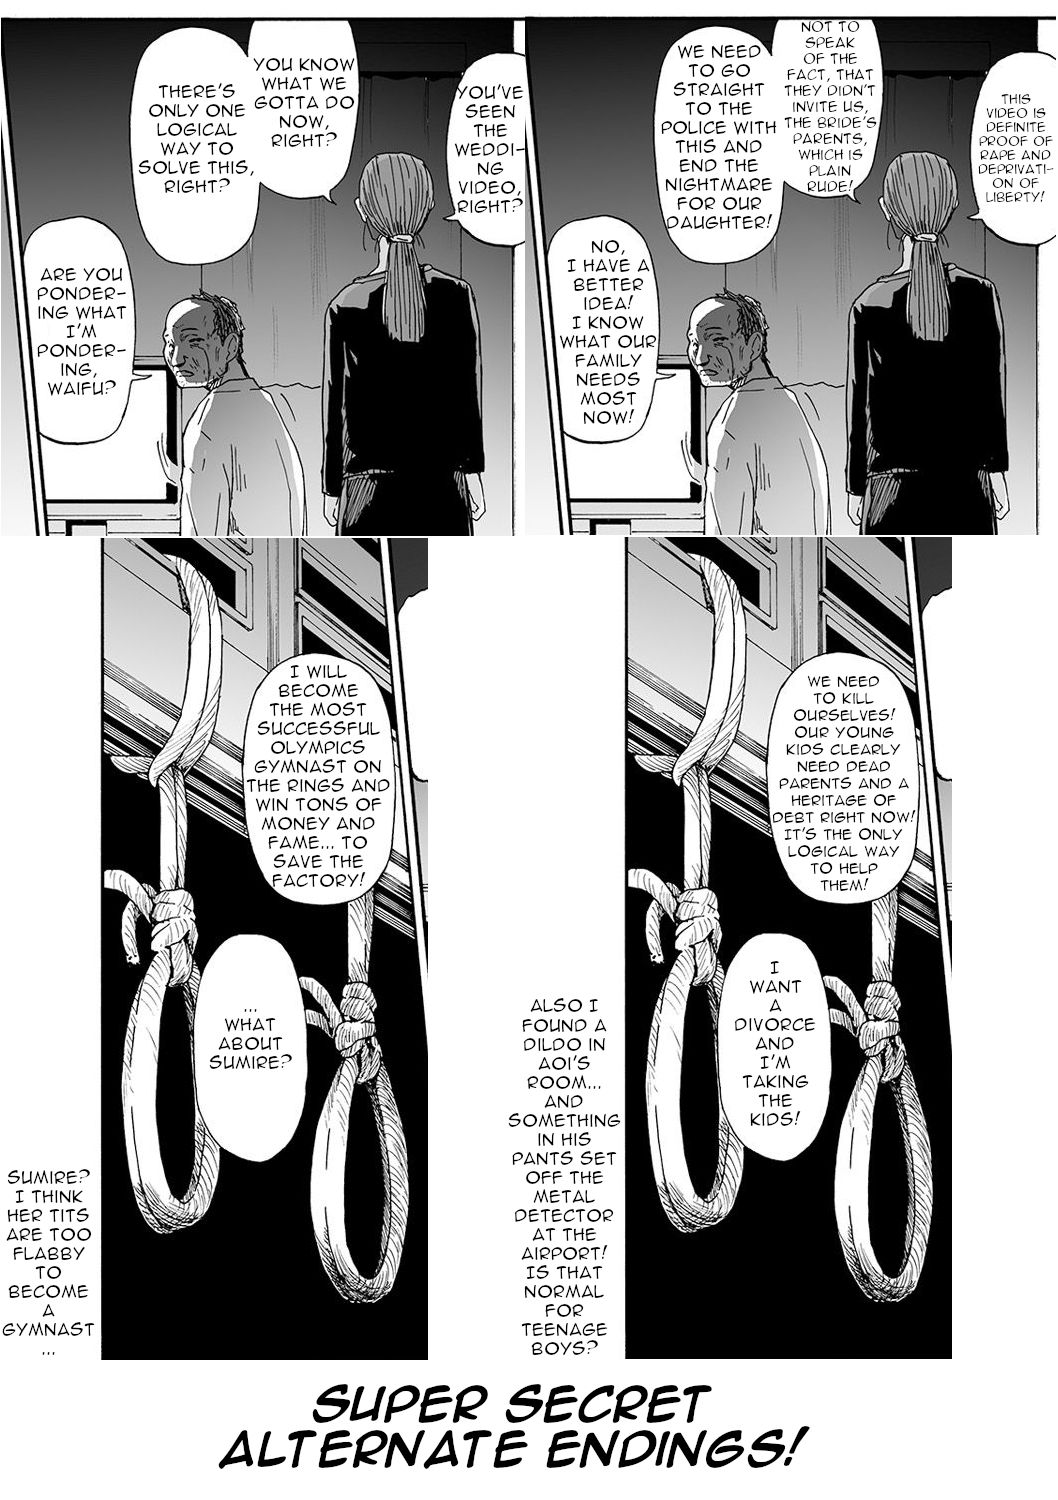 YOU'VE
SEEN
THE
WEDDI-
NG
VIDEO,
RIGHT?
YOU KNOW
WHAT WE
GOTTA DO
NOW,
RIGHT?
THERE'S
ONLY ONE
LOGICAL
WAY TO
SOLVE THIS,
RIGHT?
ARE YOU
PONDER-
ING WHAT
I'M
PONDER-
ING,
WAIFU?
I WILL
BECOME
THE MOST
SUCCESSFUL
OLYMPICS
GYMNAST ON
THE RINGS AND
WIN TONS OF
MONEY AND
FAME... TO
SAVE THE
FACTORY!
...
WHAT
ABOUT
SUMIRE?
SUMIRE?
I THINK
HER TITS
ARE TOO
FLABBY
TO
BECOME
A
GYMNAST
...
THIS
VIDEO IS
DEFINITE
PROOF OF
RAPE AND
DEPRIVATI-
ON OF
LIBERTY!
NOT TO
SPEAK
OF THE
FACT, THAT
THEY DIDN'T
INVITE US,
THE BRIDE'S
PARENTS,
WHICH IS
PLAIN
RUDE!
WE NEED
TO GO
STRAIGHT
TO THE
POLICE WITH
THIS AND
END THE
NIGHTMARE
FOR OUR
DAUGHTER!
NO,
I HAVE A
BETTER
IDEA!
I KNOW
WHAT OUR
FAMILY
NEEDS
MOST
NOW!
WE NEED
TO KILL
OURSELVES!
OUR YOUNG
KIDS CLEARLY
NEED DEAD
PARENTS AND A
HERITAGE OF
DEBT RIGHT NOW!
IT'S THE ONLY
LOGICAL WAY
TO HELP
THEM!
I
WANT
A
DIVORCE
AND
I'M
TAKING
THE
KIDS!
ALSO I
FOUND A
DILDO IN
AOI'S
ROOM...
AND
SOMETHING
IN HIS
PANTS SET
OFF THE
METAL
DETECTOR
AT THE
AIRPORT!
IS THAT
NORMAL
FOR
TEENAGE
BOYS?
SUPER SECRET
ALTERNATE ENDINGS!